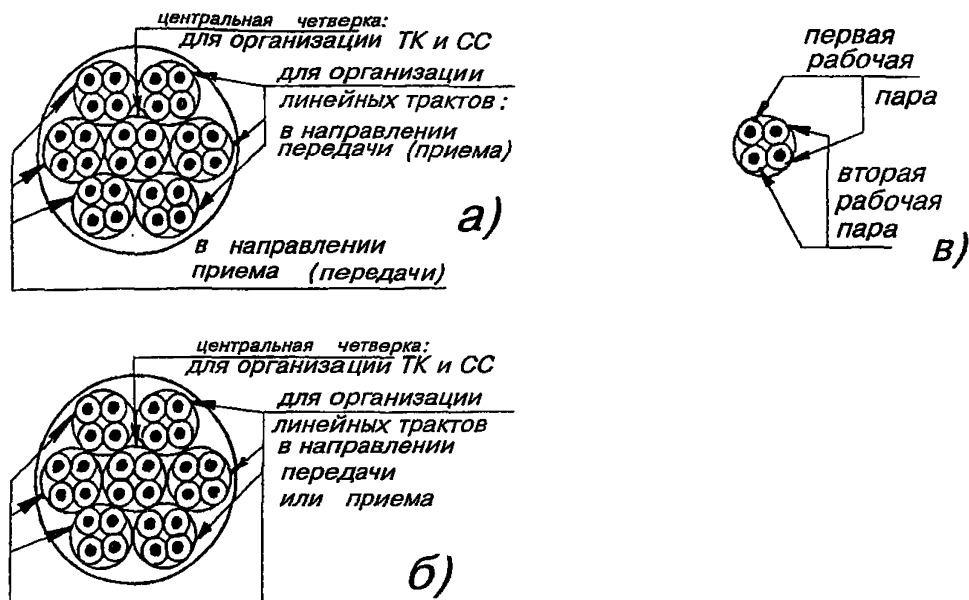 центральная четверка:
для организации ТК и СС
для организации
линейных трактов:
в направлении
передачи (приема)
а)
в направлении
приема (передачи)
первая
рабочая
пара
вторая
рабочая
пара
в)
центральная четверка:
для организации ТК и СС
для организации
линейных трактов
в направлении
передачи
или приема
б)